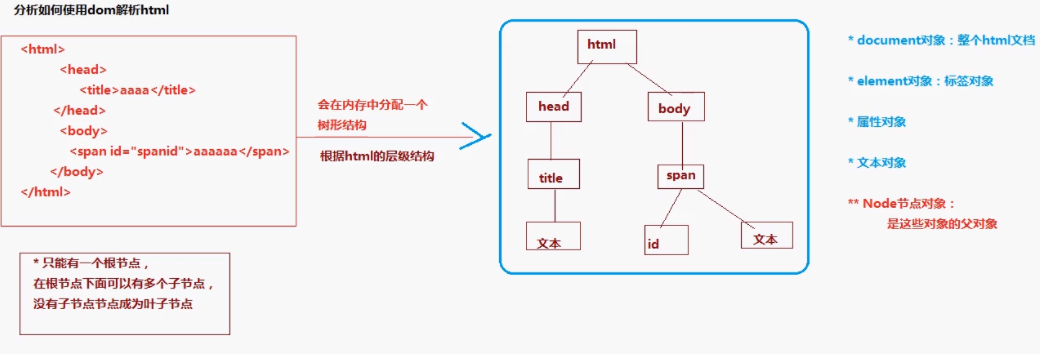 分析如何使用dom解析html
<html>
<head>
<title>aaaa</title>
</head>
<body>
<span id="spanid">aaaaaa</span>
</body>
</html>
* 只能有一个根节点，
在根节点下面可以有多个子节点，
没有子节点节点成为叶子节点
会在内存中分配一个
树形结构
根据html的层级结构
html
head
body
title
span
文本
id
文本
* document对象：整个html文档
* element对象：标签对象
* 属性对象
* 文本对象
** Node节点对象：
是这些对象的父对象